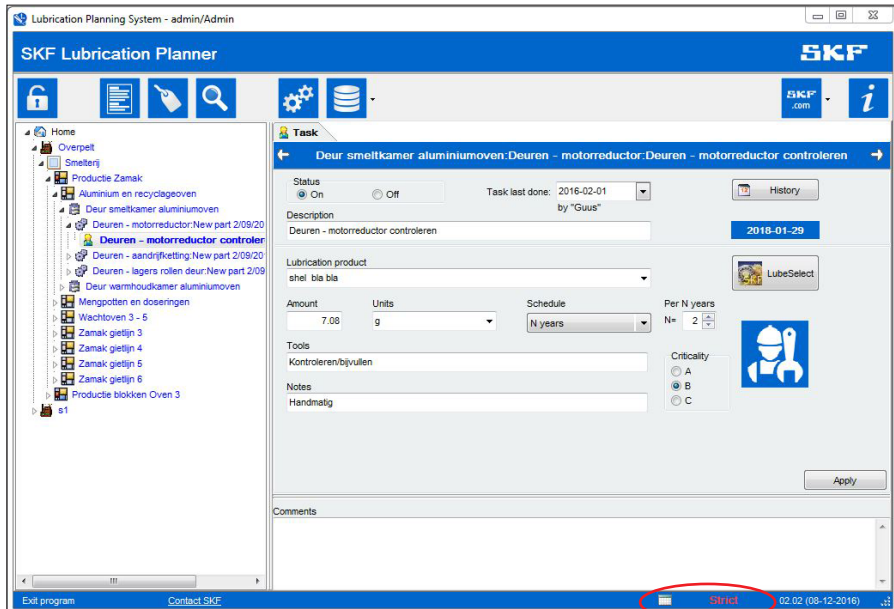 Lubrication Planning System - admin/Admin
SKF Lubrication Planner
SKF
SKF
.com
i
Home
Overpelt
Smelterij
Productie Zamak
Aluminium en recyclageoven
Deur smeltkamer aluminiumoven
Deuren - motorreductor:New part 2/09/20
Deuren - motorreductor controler
Deuren - aandrijfketting:New part 2/09/20
Deuren - lagers rollen deur:New part 2/09
Deur warmhoudkamer aluminiumoven
Mengpotten en doseringen
Wachtoven 3 - 5
Zamak gietlijn 3
Zamak gietlijn 4
Zamak gietlijn 5
Zamak gietlijn 6
Productie blokken Oven 3
s1
Task
Deur smeltkamer aluminiumoven:Deuren - motorreductor:Deuren - motorreductor controleren
Status
On Off
Task last done: 2016-02-01
by "Guus"
12 History
Description
Deuren - motorreductor controleren
2018-01-29
Lubrication product
shel bla bla
LubeSelect
Amount Units Schedule Per N years
7.08 g N years N= 2
Tools
Kontroleren/bijvullen
Criticality
A
B
C
Notes
Handmatig
Apply
Comments
Exit program Contact SKF Strict 02.02 (08-12-2016)